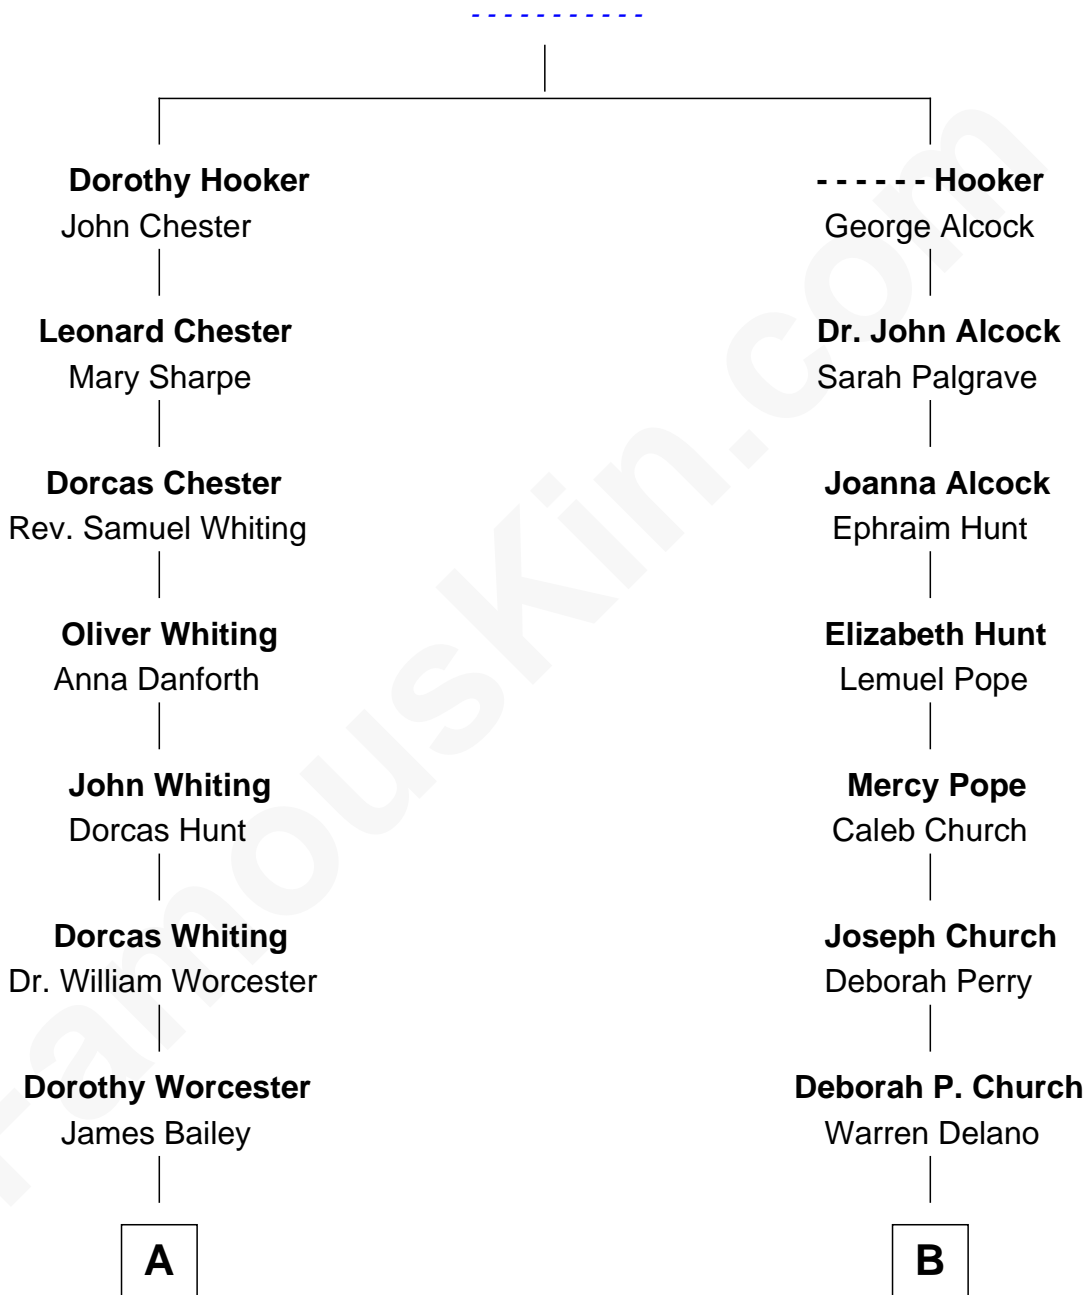 - - - - - - - - - - -
Dorothy Hooker
John Chester
- - - - - - Hooker
George Alcock
Leonard Chester
Mary Sharpe
Dr. John Alcock
Sarah Palgrave
Dorcas Chester
Rev. Samuel Whiting
Joanna Alcock
Ephraim Hunt
Oliver Whiting
Anna Danforth
Elizabeth Hunt
Lemuel Pope
John Whiting
Dorcas Hunt
Mercy Pope
Caleb Church
Dorcas Whiting
Dr. William Worcester
Joseph Church
Deborah Perry
Dorothy Worcester
James Bailey
Deborah P. Church
Warren Delano
A
B
FamousKin.com